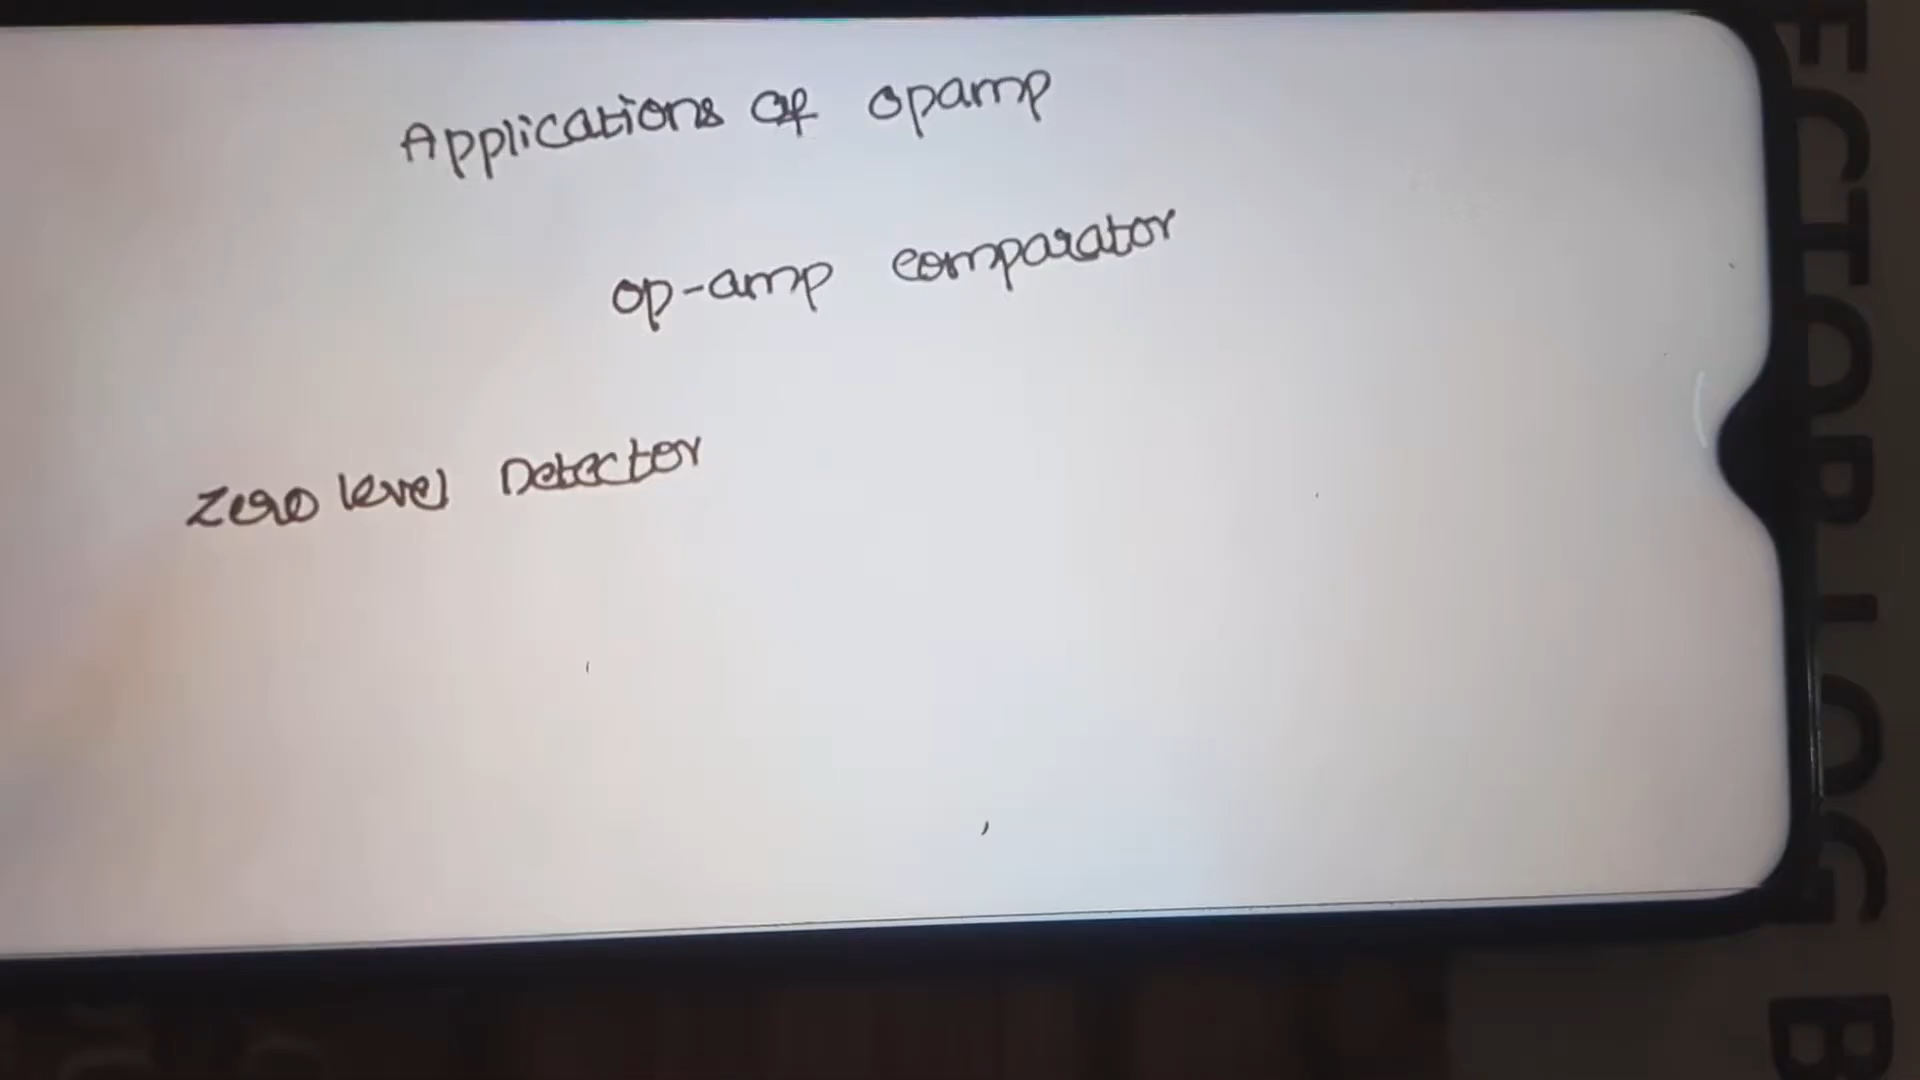 Applications of opamp
op-amp comparator
Zero level Detector